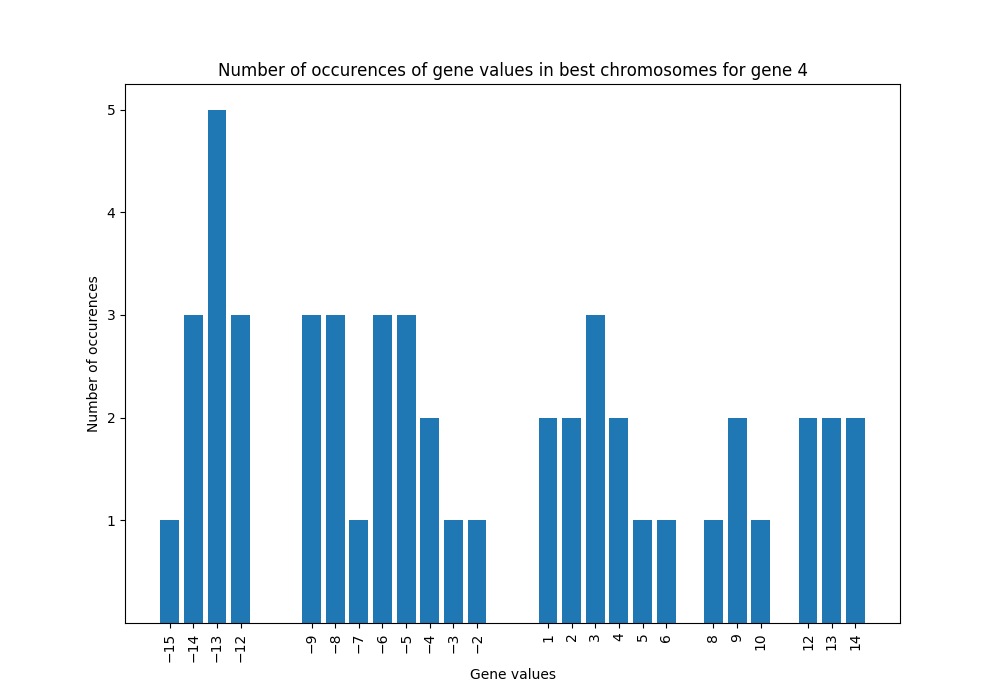 Number of occurences of gene values in best chromosomes for gene 4
5
4
3
2
1
Number of occurences
−15 −14 −13 −12 −9 −8 −7 −6 −5 −4 −3 −2 1 2 3 4 5 6 8 9 10 12 13 14
Gene values